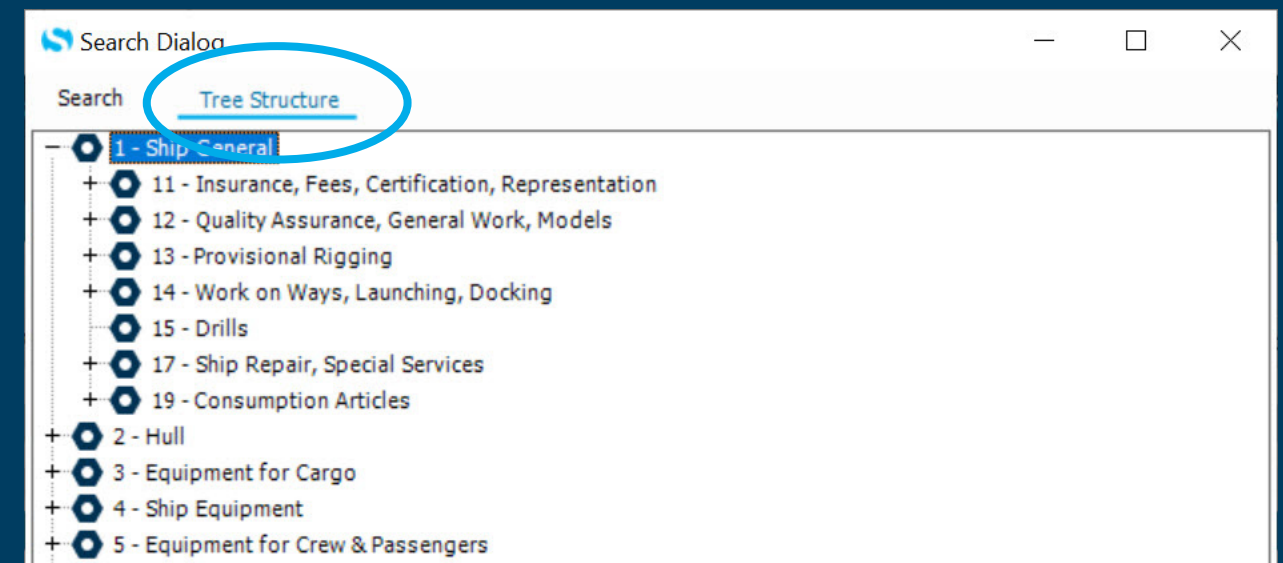 Search Dialog
Search Tree Structure
1 - Ship General
11 - Insurance, Fees, Certification, Representation
12 - Quality Assurance, General Work, Models
13 - Provisional Rigging
14 - Work on Ways, Launching, Docking
15 - Drills
17 - Ship Repair, Special Services
19 - Consumption Articles
2 - Hull
3 - Equipment for Cargo
4 - Ship Equipment
5 - Equipment for Crew & Passengers